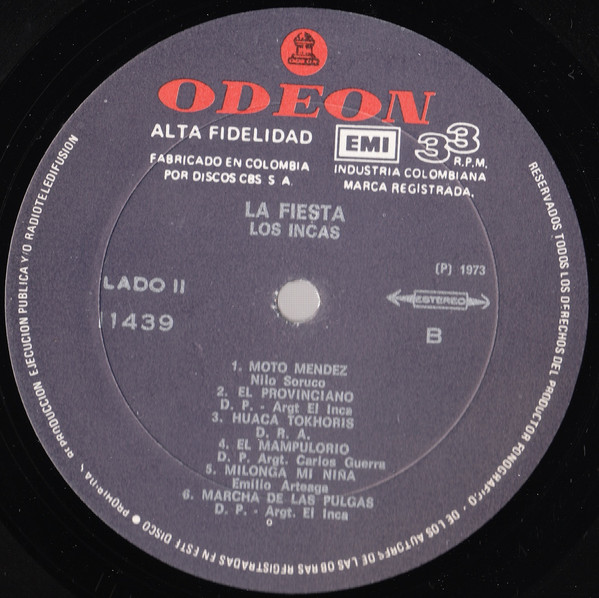 ODEON
ODEON
ALTA FIDELIDAD
EMI
33
R.P.M.
FABRICADO EN COLOMBIA
POR DISCOS CBS S A.
INDUSTRIA COLOMBIANA
MARCA REGISTRADA.
LA FIESTA
LOS INCAS
(P) 1973
LADO II
ESTEREO
11439
B
1. MOTO MENDEZ
Nilo Soruco
2. EL PROVINCIANO
D. P. - Argt El Inca
3. HUACA TOKHORIS
D. R. A.
4. EL MAMPULORIO
D. P. Argt. Carlos Guerra
5. MILONGA MI NIÑA
Emilio Arteaga
6. MARCHA DE LAS PULGAS
D. P. - Argt. El Inca
RESERVADOS TODOS LOS DERECHOS DEL PRODUCTOR FONOGRAFICO - DE LOS AUTORES DE LAS OBRAS REGISTRADAS EN ESTE DISCO ● PROHIBIDA REPRODUCCION EJECUCION PUBLICA Y/O RADIOTELEDIFUSION